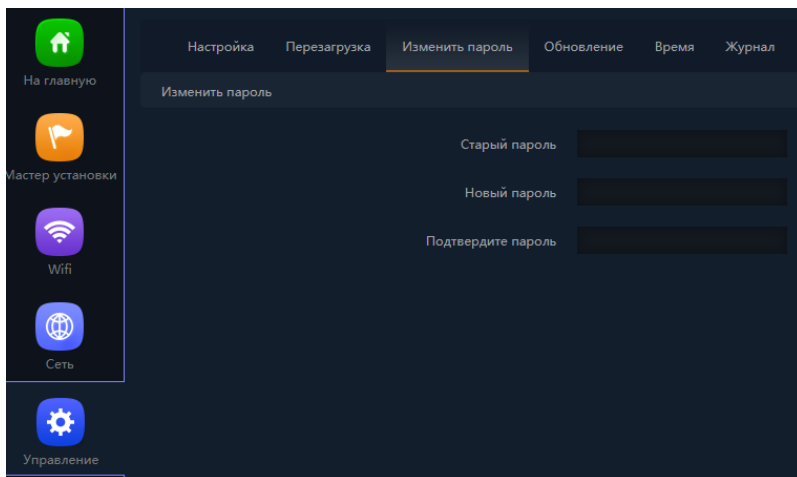 На главную
Мастер установки
Wifi
Сеть
Управление
Настройка Перезагрузка Изменить пароль Обновление Время Журнал
Изменить пароль
Старый пароль
Новый пароль
Подтвердите пароль